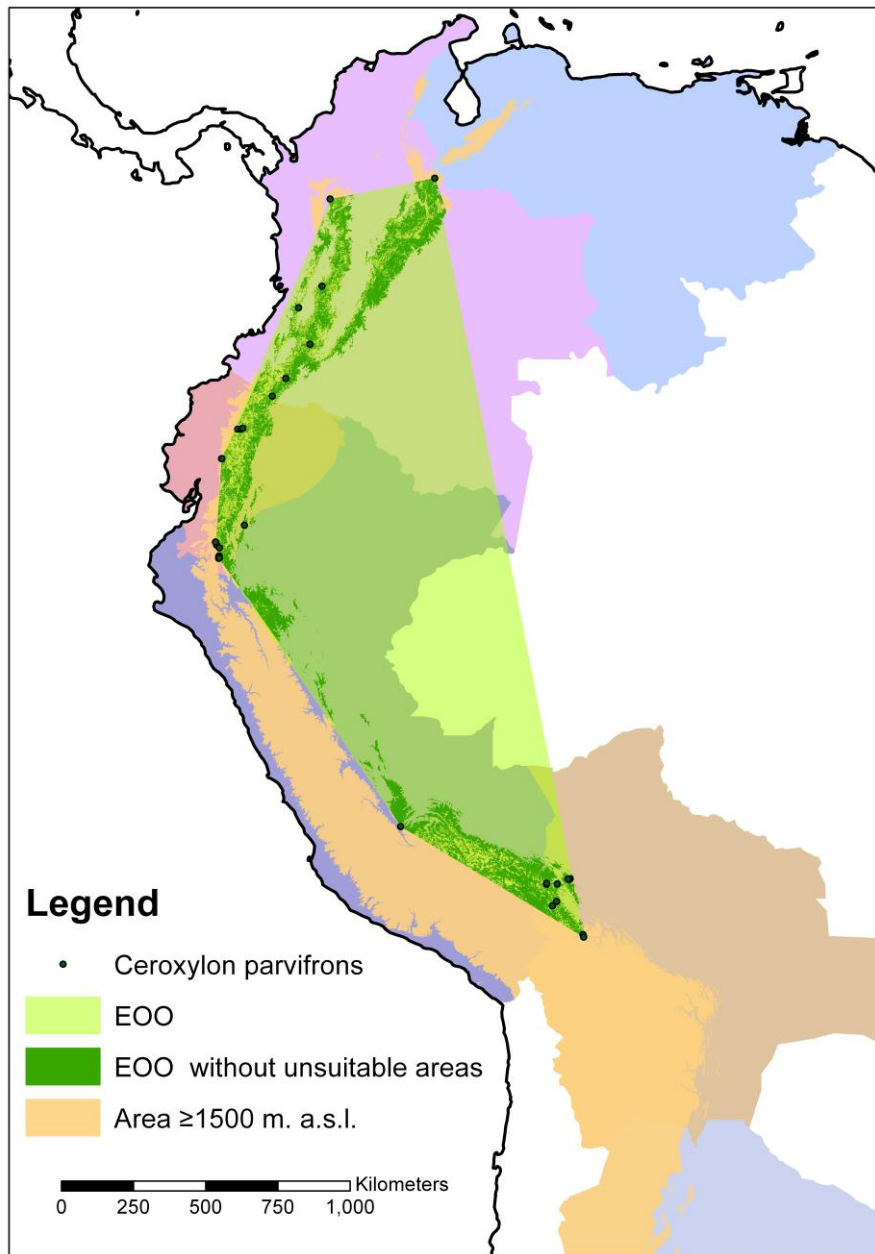 Legend
Ceroxylon parvifrons
EOO
EOO without unsuitable areas
Area ≥1500 m. a.s.l.
Kilometers
0 250 500 750 1,000